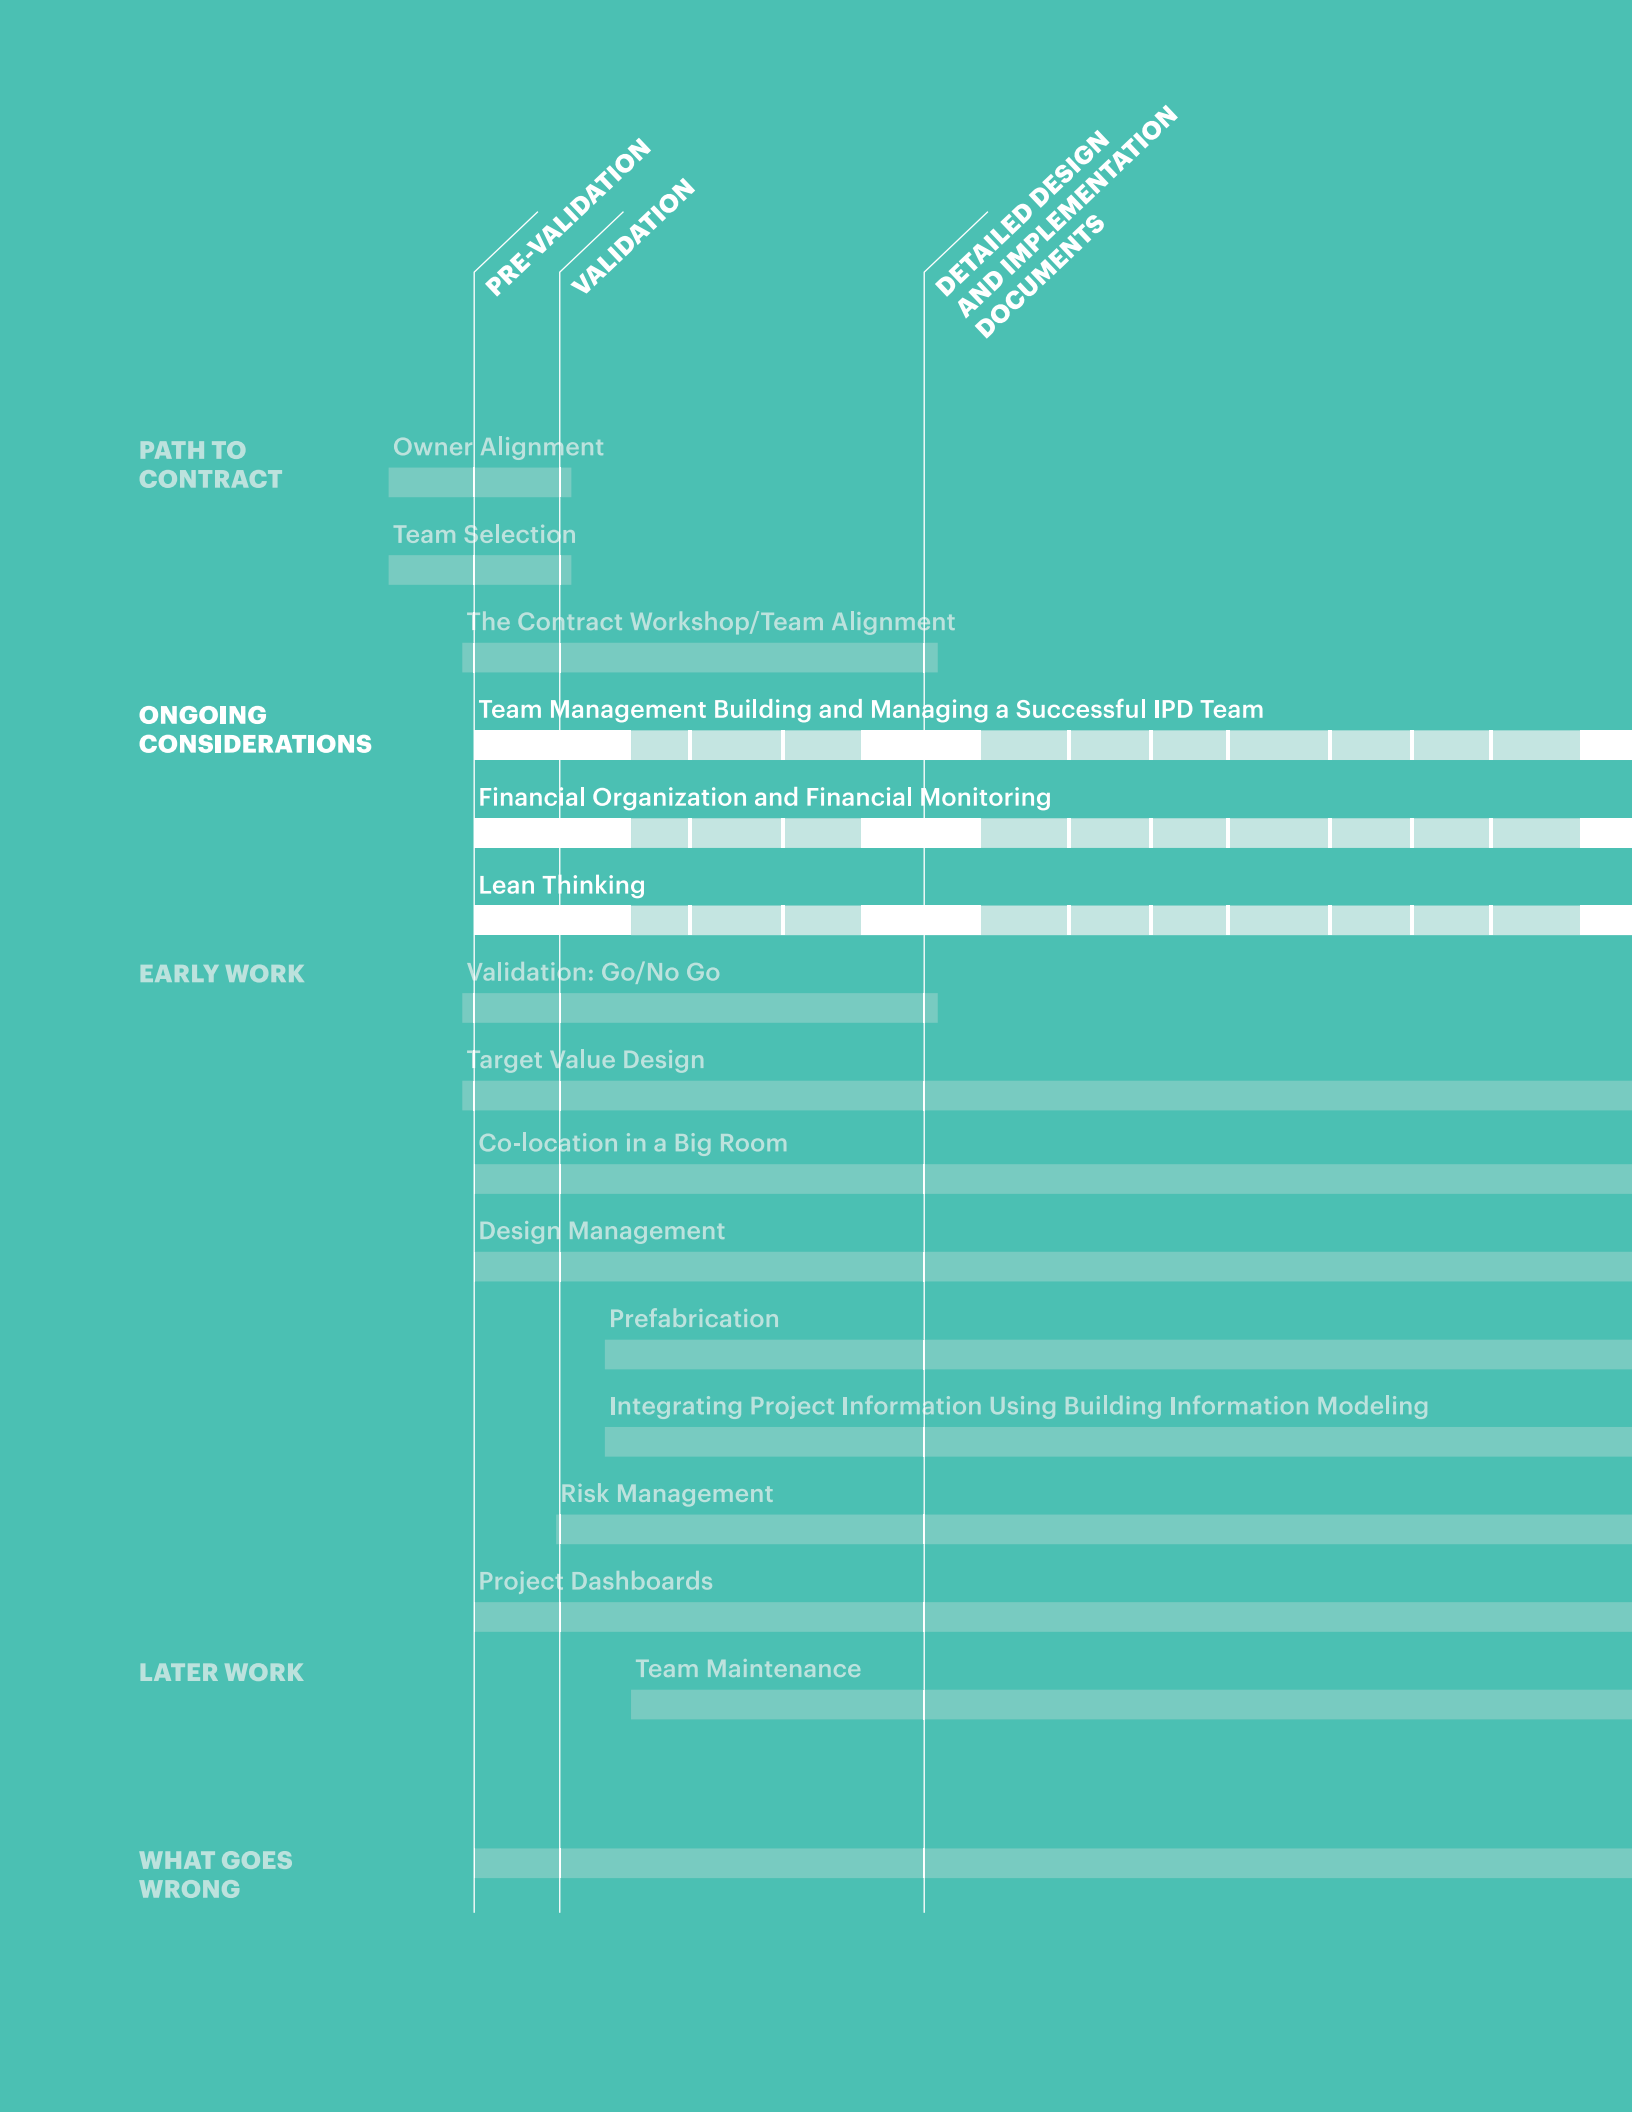 PRE-VALIDATION
VALIDATION
DETAILED DESIGN
AND IMPLEMENTATION
DOCUMENTS
PATH TO
CONTRACT
Owner Alignment
Team Selection
The Contract Workshop/Team Alignment
ONGOING
CONSIDERATIONS
Team Management Building and Managing a Successful IPD Team
Financial Organization and Financial Monitoring
Lean Thinking
EARLY WORK
Validation: Go/No Go
Target Value Design
Co-location in a Big Room
Design Management
Prefabrication
Integrating Project Information Using Building Information Modeling
Risk Management
Project Dashboards
LATER WORK
Team Maintenance
WHAT GOES
WRONG